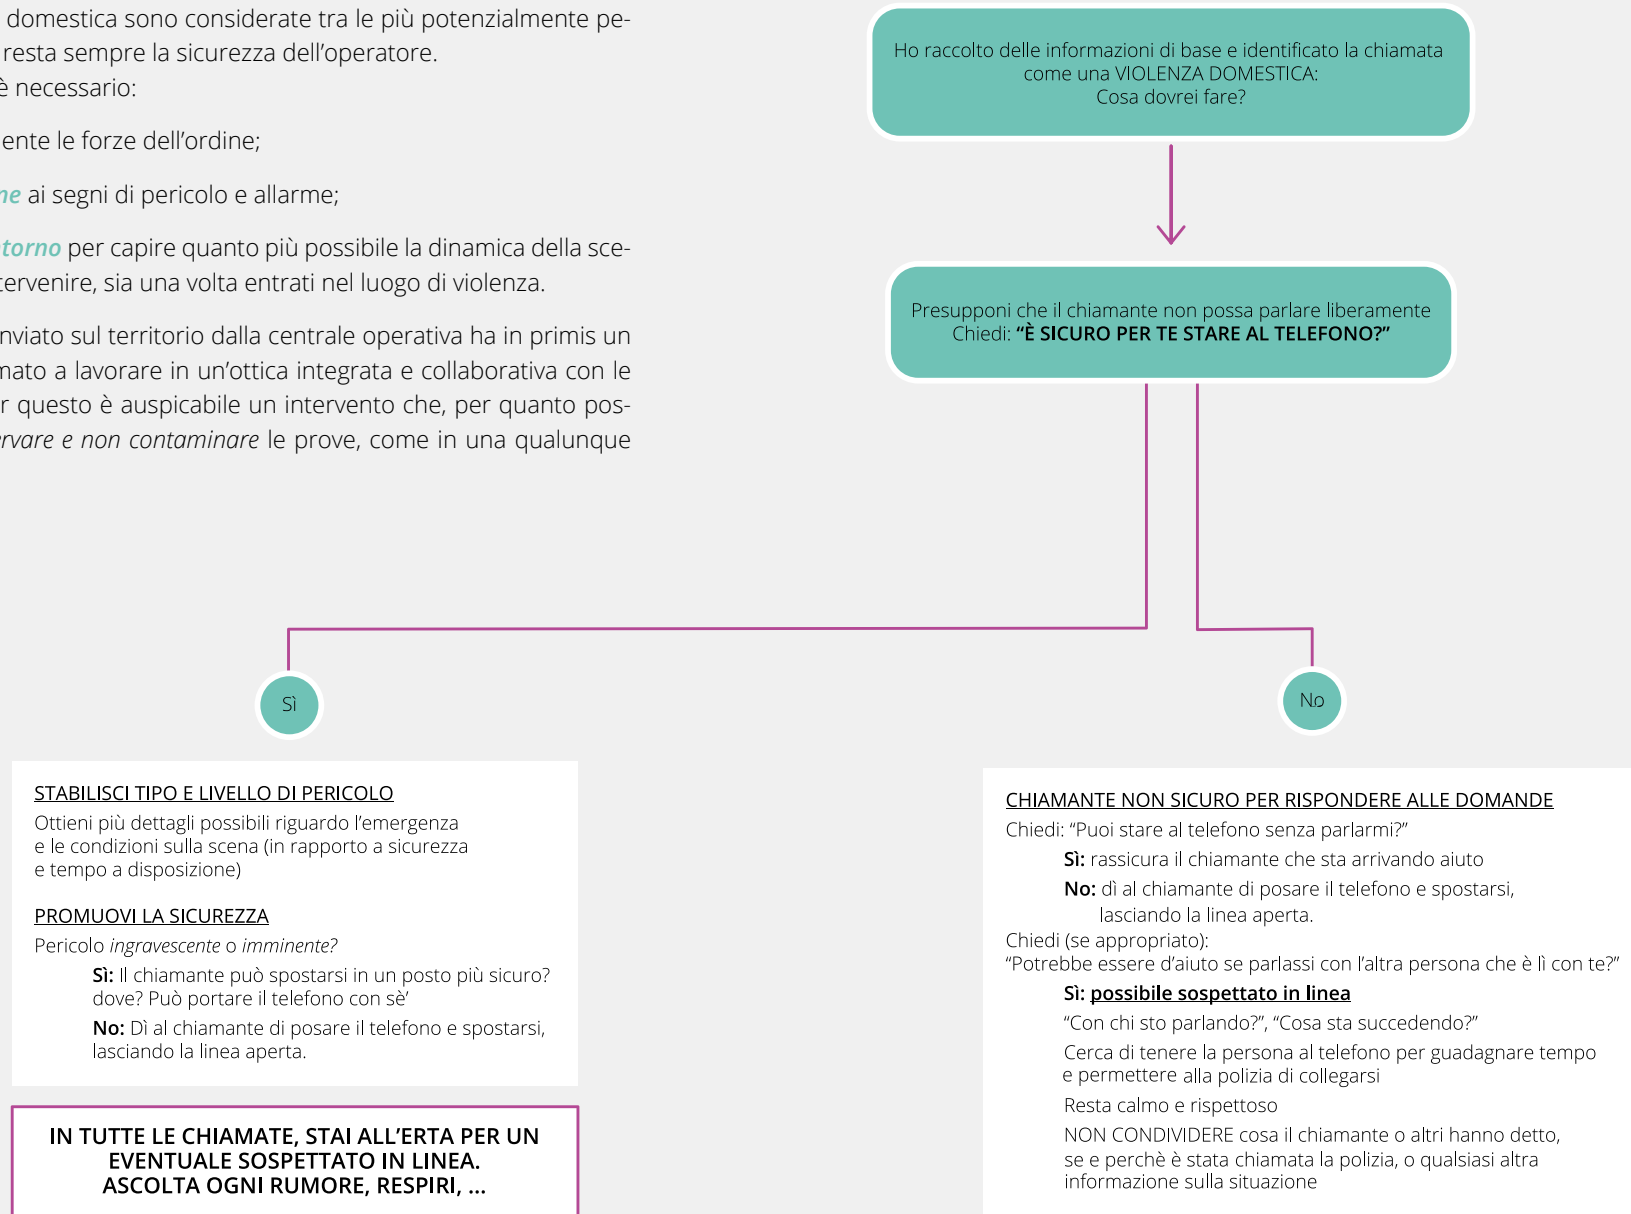 domestica sono considerate tra le più potenzialmente pe-
resta sempre la sicurezza dell’operatore.
è necessario:
ente le forze dell’ordine;
ne ai segni di pericolo e allarme;
torno per capire quanto più possibile la dinamica della sce-
tervenire, sia una volta entrati nel luogo di violenza.
nviato sul territorio dalla centrale operativa ha in primis un
mato a lavorare in un’ottica integrata e collaborativa con le
r questo è auspicabile un intervento che, per quanto pos-
ervare e non contaminare le prove, come in una qualunque
Ho raccolto delle informazioni di base e identificato la chiamata
come una VIOLENZA DOMESTICA:
Cosa dovrei fare?
Presupponi che il chiamante non possa parlare liberamente
Chiedi: “È SICURO PER TE STARE AL TELEFONO?”
Sì
STABILISCI TIPO E LIVELLO DI PERICOLO
Ottieni più dettagli possibili riguardo l’emergenza
e le condizioni sulla scena (in rapporto a sicurezza
e tempo a disposizione)
PROMUOVI LA SICUREZZA
Pericolo ingravescente o imminente?
Sì: Il chiamante può spostarsi in un posto più sicuro?
dove? Può portare il telefono con sè’
No: Dì al chiamante di posare il telefono e spostarsi,
lasciando la linea aperta.
IN TUTTE LE CHIAMATE, STAI ALL’ERTA PER UN
EVENTUALE SOSPETTATO IN LINEA.
ASCOLTA OGNI RUMORE, RESPIRI, ...
No
CHIAMANTE NON SICURO PER RISPONDERE ALLE DOMANDE
Chiedi: “Puoi stare al telefono senza parlarmi?”
Sì: rassicura il chiamante che sta arrivando aiuto
No: dì al chiamante di posare il telefono e spostarsi,
lasciando la linea aperta.
Chiedi (se appropriato):
“Potrebbe essere d’aiuto se parlassi con l’altra persona che è lì con te?”
Sì: possibile sospettato in linea
“Con chi sto parlando?”, “Cosa sta succedendo?”
Cerca di tenere la persona al telefono per guadagnare tempo
e permettere alla polizia di collegarsi
Resta calmo e rispettoso
NON CONDIVIDERE cosa il chiamante o altri hanno detto,
se e perchè è stata chiamata la polizia, o qualsiasi altra
informazione sulla situazione